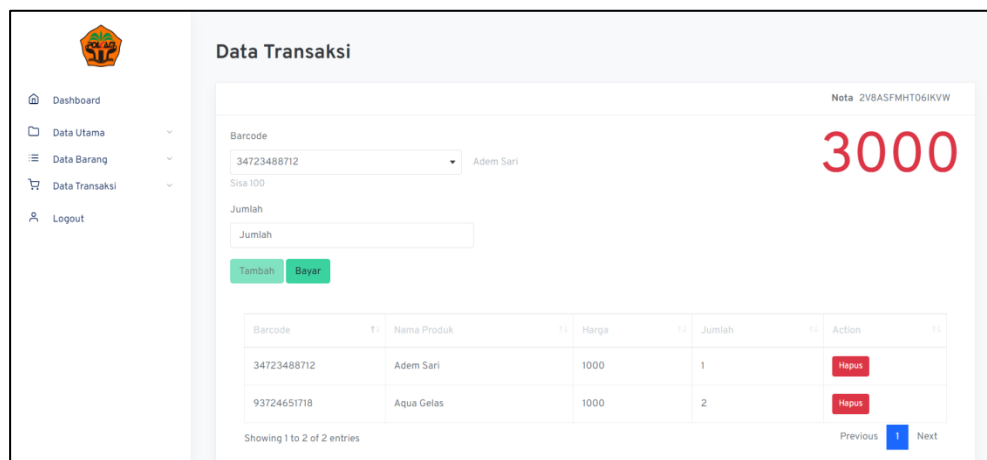 POLTAB
Data Transaksi
Dashboard
Data Utama
Data Barang
Data Transaksi
Logout
Nota 2V8ASFMHT06IKVW
Barcode
34723488712 Adem Sari
Sisa 100
3000
Jumlah
Jumlah
Tambah Bayar
Barcode Nama Produk Harga Jumlah Action
34723488712 Adem Sari 1000 1 Hapus
93724651718 Aqua Gelas 1000 2 Hapus
Showing 1 to 2 of 2 entries
Previous 1 Next